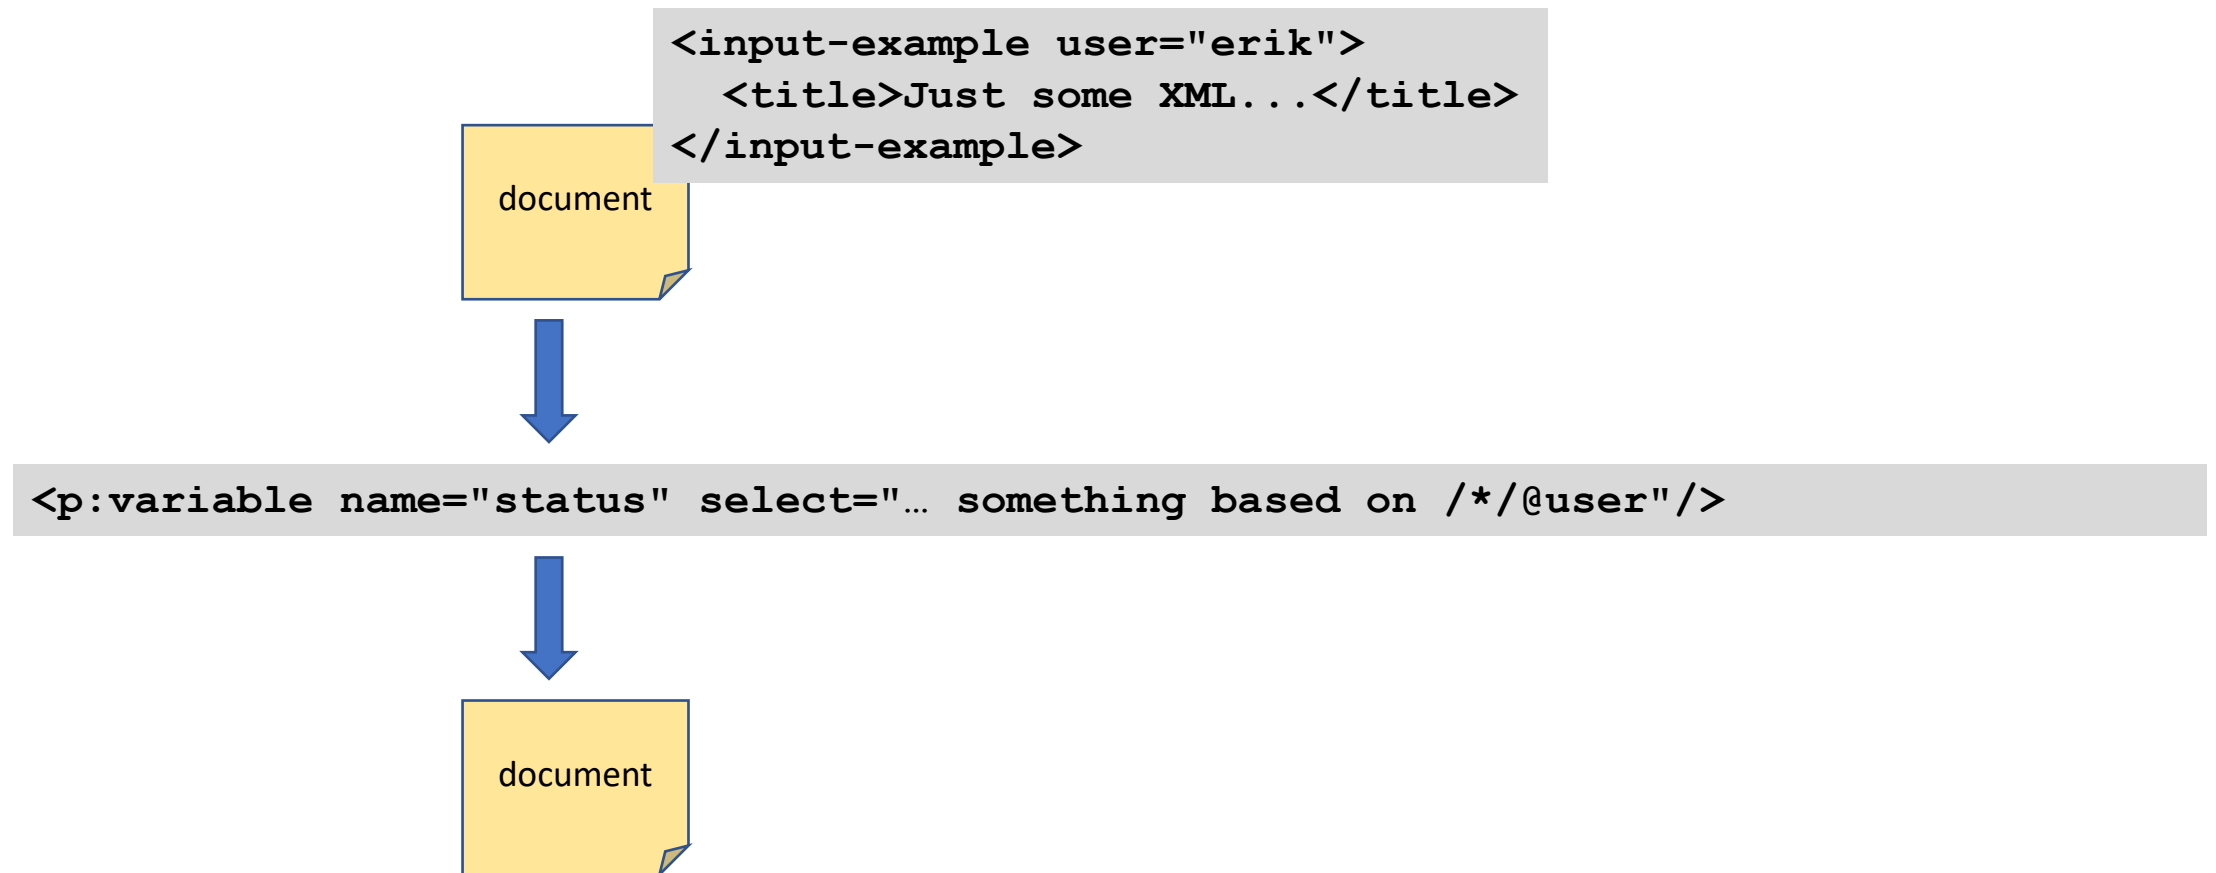 <input-example user="erik">
  <title>Just some XML...</title>
</input-example>
document
<p:variable name="status" select="… something based on /*/@user"/>
document